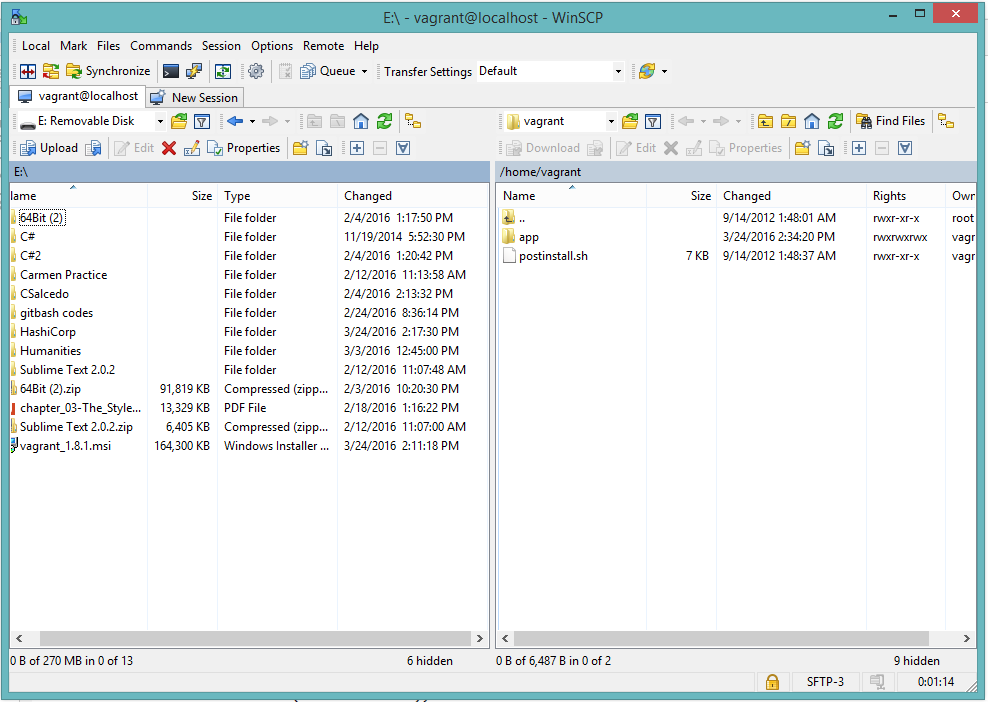 E:\ - vagrant@localhost - WinSCP
Local Mark Files Commands Session Options Remote Help
Synchronize Queue Transfer Settings Default
vagrant@localhost New Session
E: Removable Disk vagrant Find Files
Upload Edit Properties Download Edit Properties
E:\ /home/vagrant
lame Size Type Changed Name Size Changed Rights Own
64Bit (2) File folder 2/4/2016 1:17:50 PM .. 9/14/2012 1:48:01 AM rwxr-xr-x root
C# File folder 11/19/2014 5:52:30 PM app 3/24/2016 2:34:20 PM rwxrwxrwx vagr
C#2 File folder 2/4/2016 1:20:42 PM postinstall.sh 7 KB 9/14/2012 1:48:37 AM rwxr-xr-x vagr
Carmen Practice File folder 2/12/2016 11:13:58 AM
CSalcedo File folder 2/4/2016 2:13:32 PM
gitbash codes File folder 2/24/2016 8:36:14 PM
HashiCorp File folder 3/24/2016 2:17:30 PM
Humanities File folder 3/3/2016 12:45:00 PM
Sublime Text 2.0.2 File folder 2/12/2016 11:07:48 AM
64Bit (2).zip 91,819 KB Compressed (zipp... 2/3/2016 10:20:30 PM
chapter_03-The_Style... 13,329 KB PDF File 2/18/2016 1:16:22 PM
Sublime Text 2.0.2.zip 6,405 KB Compressed (zipp... 2/12/2016 11:07:00 AM
vagrant_1.8.1.msi 164,300 KB Windows Installer ... 3/24/2016 2:11:18 PM
0 B of 270 MB in 0 of 13 6 hidden 0 B of 6,487 B in 0 of 2 9 hidden
SFTP-3 0:01:14